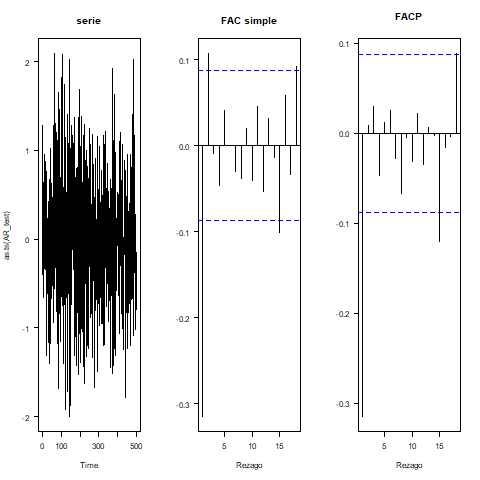 serie
FAC simple
FACP
as.ts(AR_test)
2
1
0
-1
-2
0 100 300 500
Time
0.1
0.0
-0.1
-0.2
-0.3
5 10 15
Rezago
0.1
0.0
-0.1
-0.2
-0.3
5 10 15
Rezago